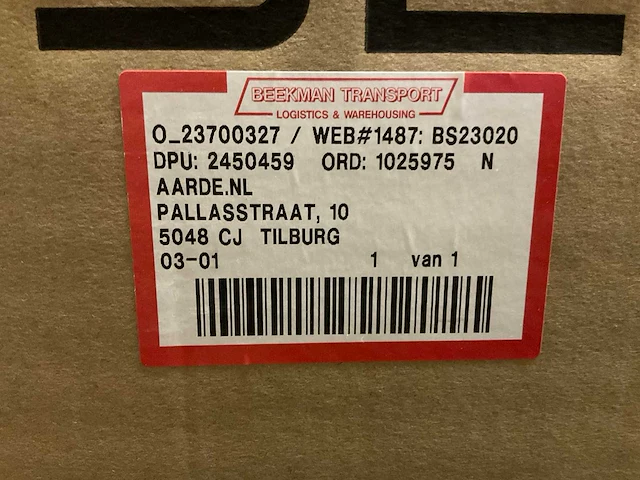 BEEKMAN TRANSPORT
LOGISTICS & WAREHOUSING
O_23700327 / WEB#1487: BS23020
DPU: 2450459 ORD: 1025975 N
AARDE.NL
PALLASSTRAAT, 10
5048 CJ TILBURG
03-01 1 van 1